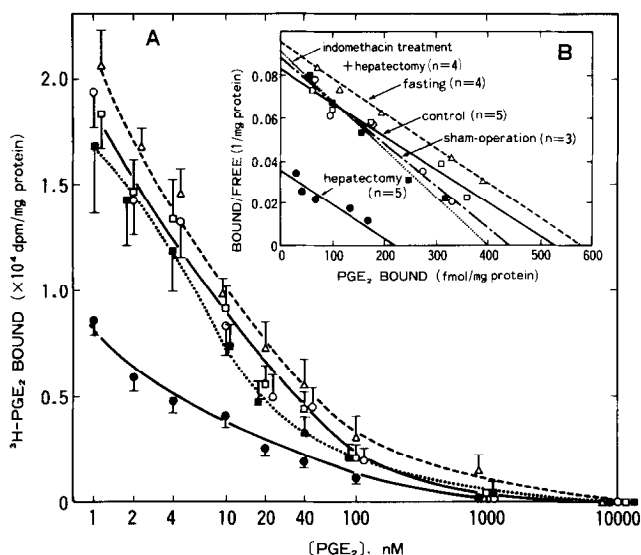 A
³H-PGE₂ BOUND (×10⁴ dpm/mg protein)
2.0
1.5
1.0
0.5
0
1 2 4 10 20 40 100 1000 10000
[PGE₂], nM
B
BOUND/FREE (1/mg protein)
0.08
0.06
0.04
0.02
0
indomethacin treatment
+ hepatectomy (n=4)
fasting (n=4)
control (n=5)
sham-operation (n=3)
hepatectomy
(n=5)
0 100 200 300 400 500 600
PGE₂ BOUND (fmol/mg protein)